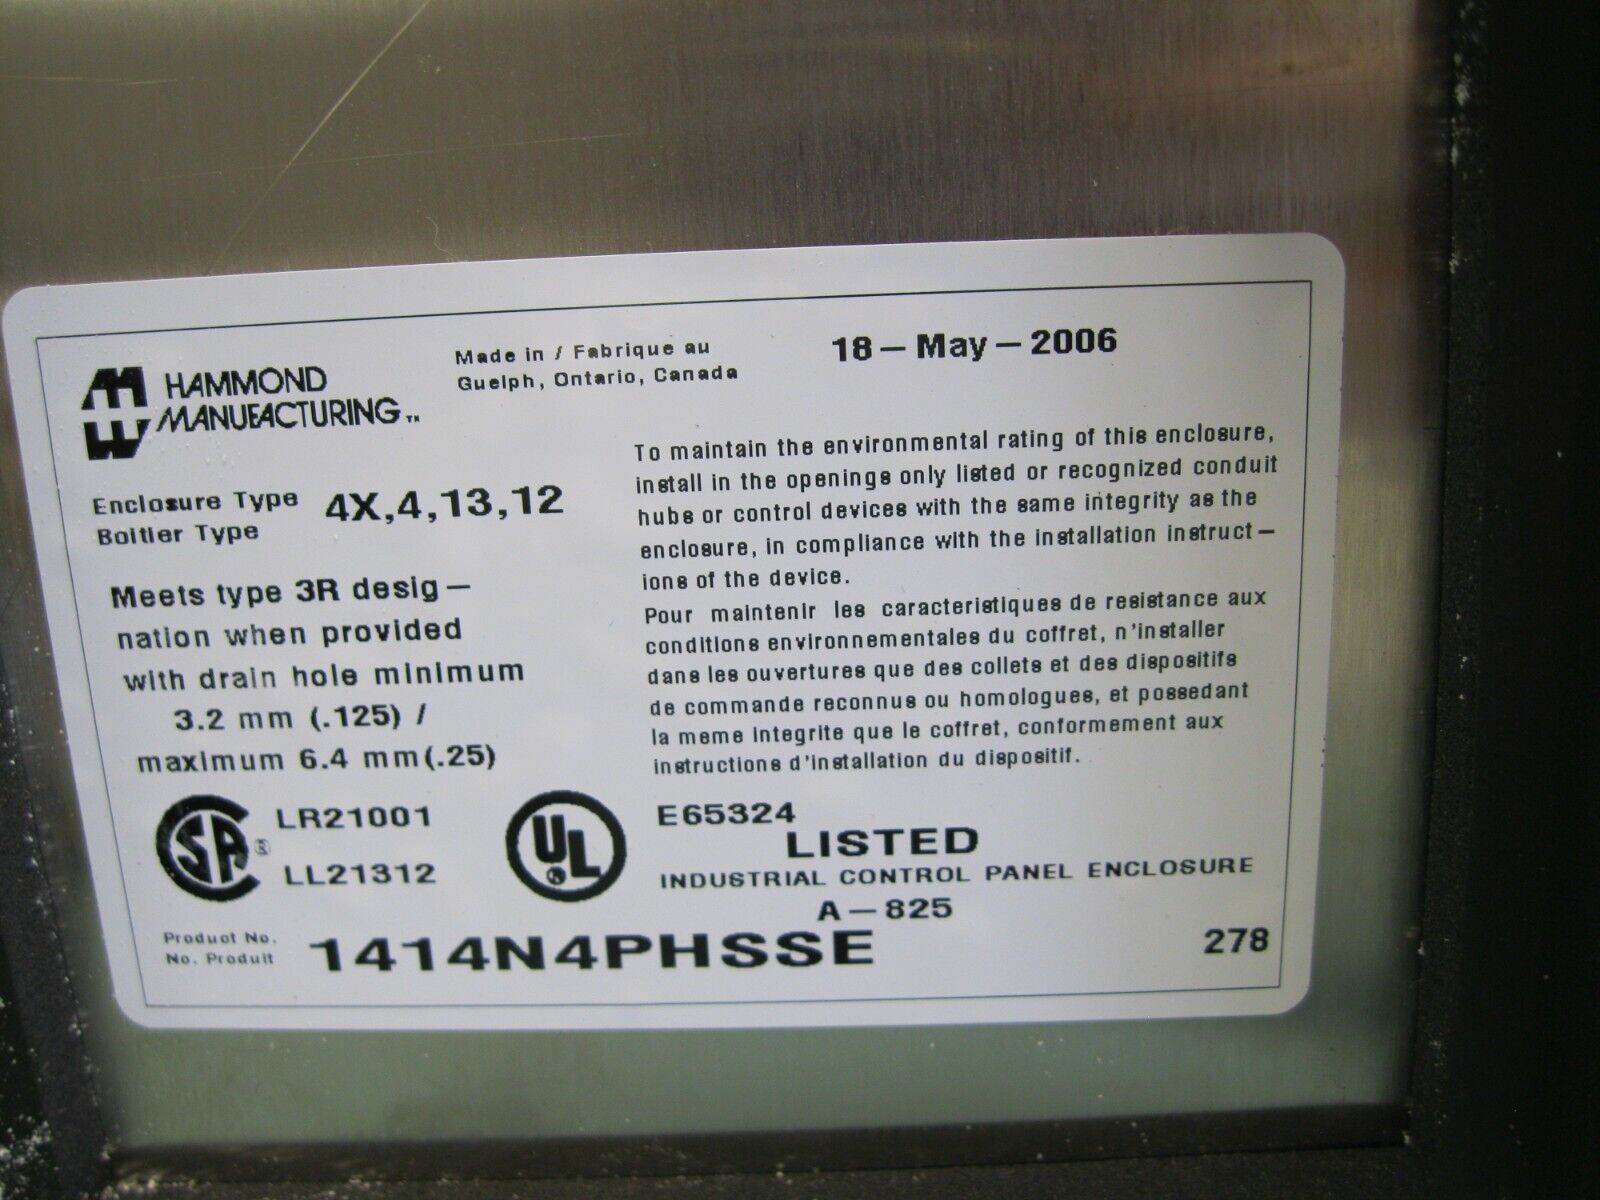 HAMMOND
MANUFACTURING™
Made in / Fabrique au
Guelph, Ontario, Canada
18-May-2006
Enclosure Type
Boitier Type
4X,4,13,12
Meets type 3R desig-
nation when provided
with drain hole minimum
3.2 mm (.125) /
maximum 6.4 mm(.25)
To maintain the environmental rating of this enclosure,
install in the openings only listed or recognized conduit
hubs or control devices with the same integrity as the
enclosure, in compliance with the installation instruct-
ions of the device.
Pour maintenir les caracteristiques de resistance aux
conditions environnementales du coffret, n'installer
dans les ouvertures que des collets et des dispositifs
de commande reconnus ou homologues, et possedant
la meme integrite que le coffret, conformement aux
instructions d'installation du dispositif.
SA ®
LR21001
LL21312
UL ®
E65324
LISTED
INDUSTRIAL CONTROL PANEL ENCLOSURE
A-825
Product No.
No. Produit
1414N4PHSSE
278